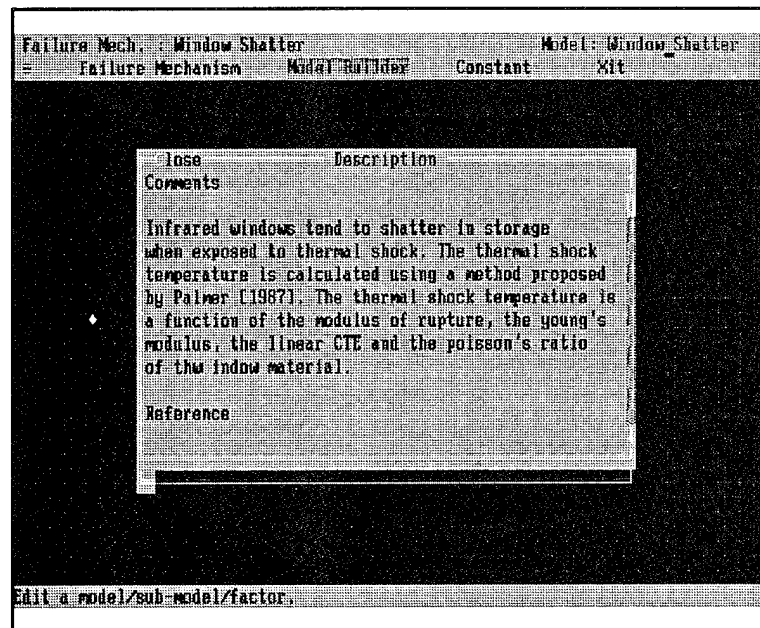 Failure Mech. : Window Shatter Model: Window_Shatter
= Failure Mechanism Model Builder Constant Xit
lose Description
Comments
Infrared windows tend to shatter in storage
when exposed to thermal shock. The thermal shock
temperature is calculated using a method proposed
by Palmer [1987]. The thermal shock temperature is
a function of the modulus of rupture, the young's
modulus, the linear CTE and the poisson's ratio
of thw indow material.
Reference
Edit a model/sub-model/factor.